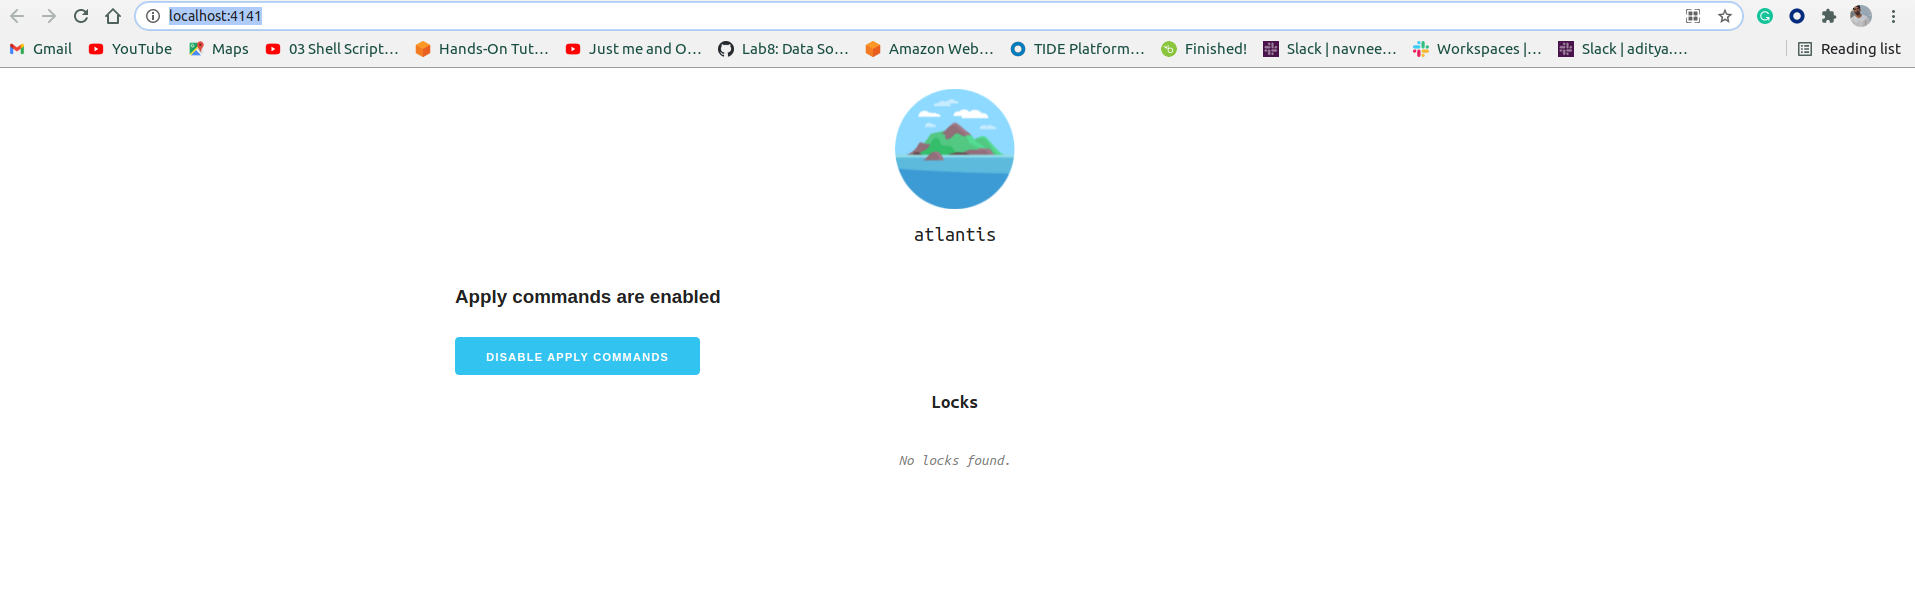 localhost:4141
Gmail YouTube Maps 03 Shell Script... Hands-On Tut... Just me and O... Lab8: Data So... Amazon Web... TIDE Platform... Finished! Slack | navnee... Workspaces |... Slack | aditya.... Reading list
atlantis
Apply commands are enabled
DISABLE APPLY COMMANDS
Locks
No locks found.